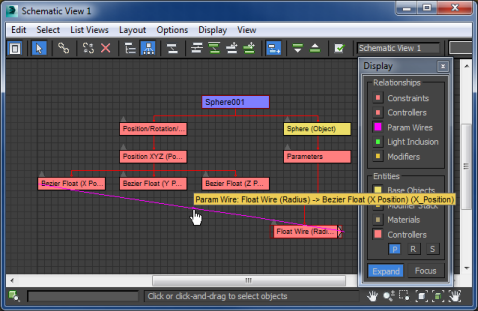 Schematic View 1
Edit Select List Views Layout Options Display View
Schematic View 1
Display
Relationships
Constraints
Controllers
Param Wires
Light Inclusion
Modifiers
Entities
Base Objects
Modifier Stack
Materials
Controllers
P R S
Expand Focus
Sphere001
Position/Rotation/... Sphere (Object)
Position XYZ (Po... Parameters
Bezier Float (X Po... Bezier Float (Y P... Bezier Float (Z P...
Param Wire: Float Wire (Radius) -> Bezier Float (X Position) (X_Position)
Float Wire (Radi...
Click or click-and-drag to select objects